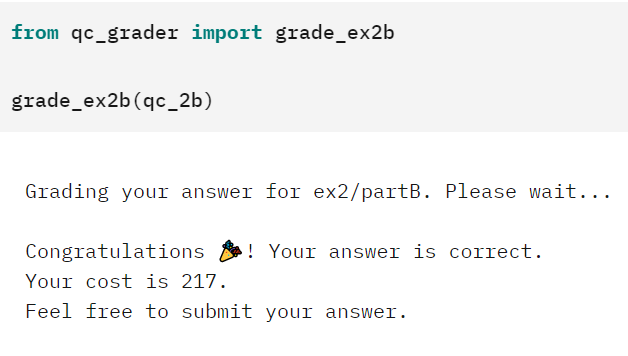 from qc_grader import grade_ex2b
grade_ex2b(qc_2b)
Grading your answer for ex2/partB. Please wait...
Congratulations 🎉! Your answer is correct.
Your cost is 217.
Feel free to submit your answer.